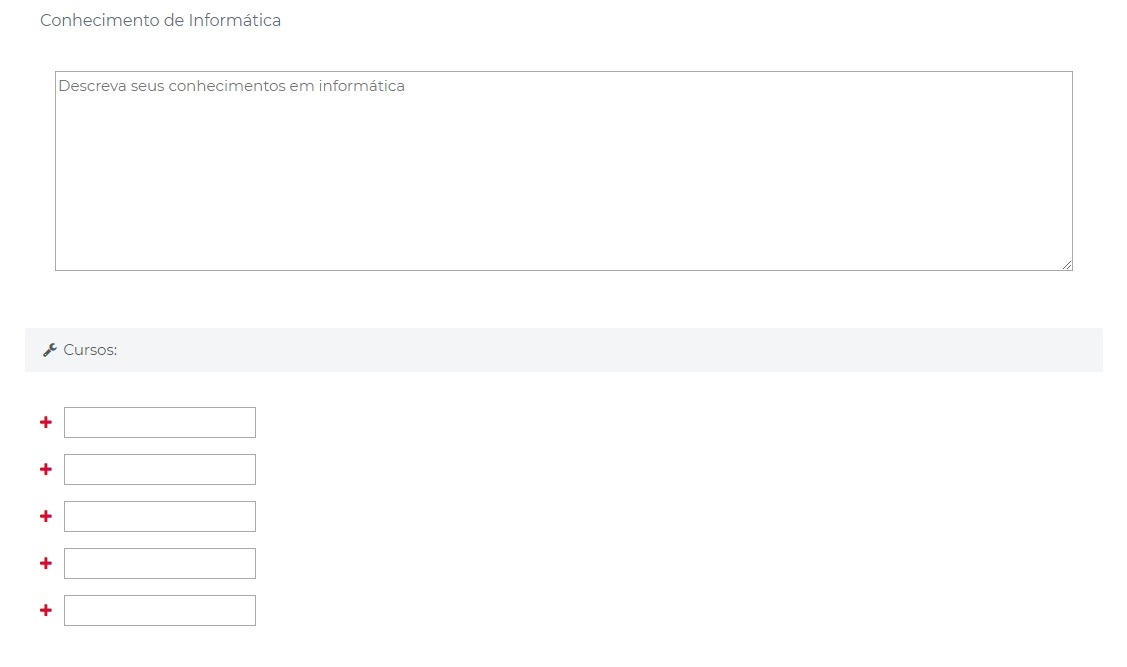 Conhecimento de Informática
Descreva seus conhecimentos em informática
Cursos: